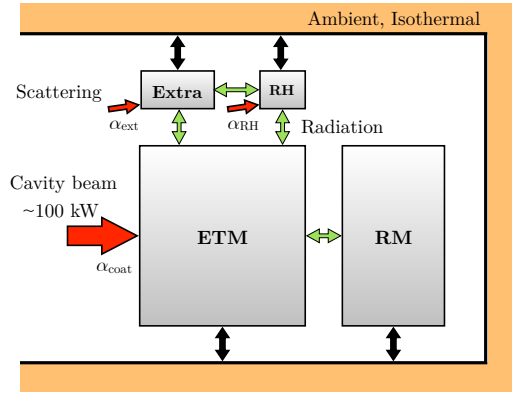 Ambient, Isothermal
Scattering
Extra
RH
α_ext
α_RH
Radiation
Cavity beam
~100 kW
α_coat
ETM
RM